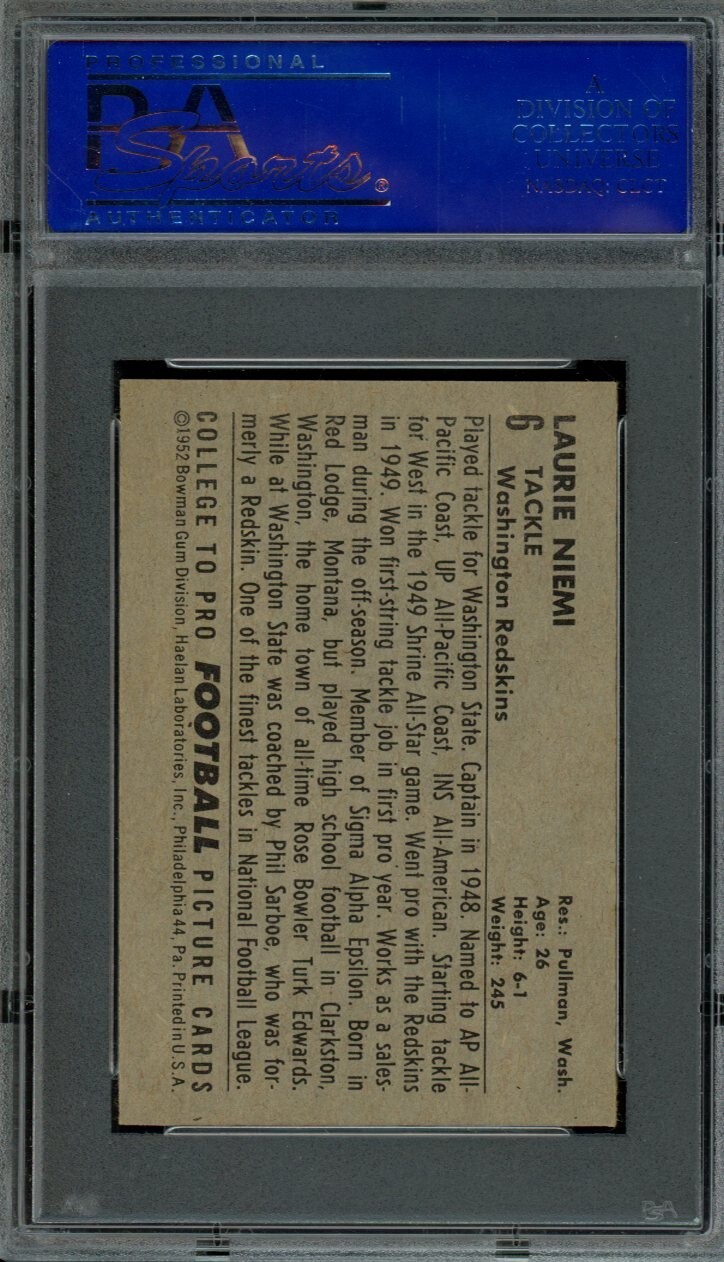 PROFESSIONAL
PSA
Sports®
AUTHENTICATOR
A
DIVISION OF
COLLECTORS
UNIVERSE
NASDAQ: CLCT
LAURIE NIEMI
6 TACKLE
Washington Redskins
Res.: Pullman, Wash.
Age: 26
Height: 6-1
Weight: 245
Played tackle for Washington State. Captain in 1948. Named to AP All-
Pacific Coast, UP All-Pacific Coast, INS All-American. Starting tackle
for West in the 1949 Shrine All-Star game. Went pro with the Redskins
in 1949. Won first-string tackle job in first pro year. Works as a sales-
man during the off-season. Member of Sigma Alpha Epsilon. Born in
Red Lodge, Montana, but played high school football in Clarkston,
Washington, the home town of all-time Rose Bowler Turk Edwards.
While at Washington State was coached by Phil Sarboe, who was for-
merly a Redskin. One of the finest tackles in National Football League.
COLLEGE TO PRO FOOTBALL PICTURE CARDS
©1952 Bowman Gum Division, Haelan Laboratories, Inc., Philadelphia 44, Pa. Printed in U.S.A.
PSA